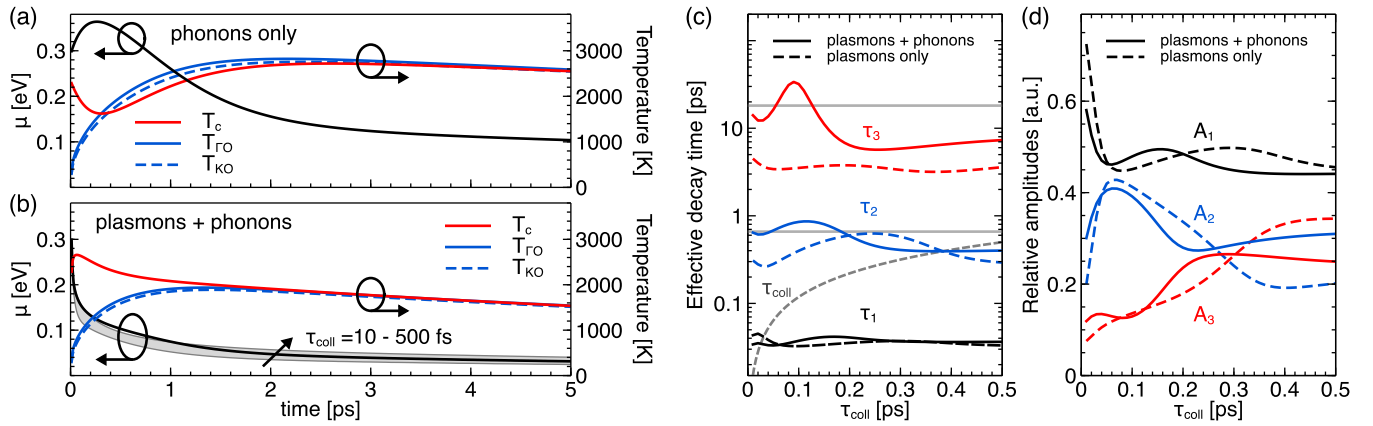 (a)
phonons only
μ [eV]
0.3
0.2
0.1
T_c
T_ΓO
T_KO
Temperature [K]
3000
2000
1000
0
(b)
plasmons + phonons
μ [eV]
0.3
0.2
0.1
T_c
T_ΓO
T_KO
τ_coll =10 - 500 fs
Temperature [K]
3000
2000
1000
0
0 1 2 3 4 5
time [ps]
(c)
plasmons + phonons
plasmons only
Effective decay time [ps]
10
1
0.1
τ_3
τ_2
τ_coll
τ_1
0 0.1 0.2 0.3 0.4 0.5
τ_coll [ps]
(d)
plasmons + phonons
plasmons only
Relative amplitudes [a.u.]
0.6
0.4
0.2
0
A_1
A_2
A_3
0 0.1 0.2 0.3 0.4 0.5
τ_coll [ps]